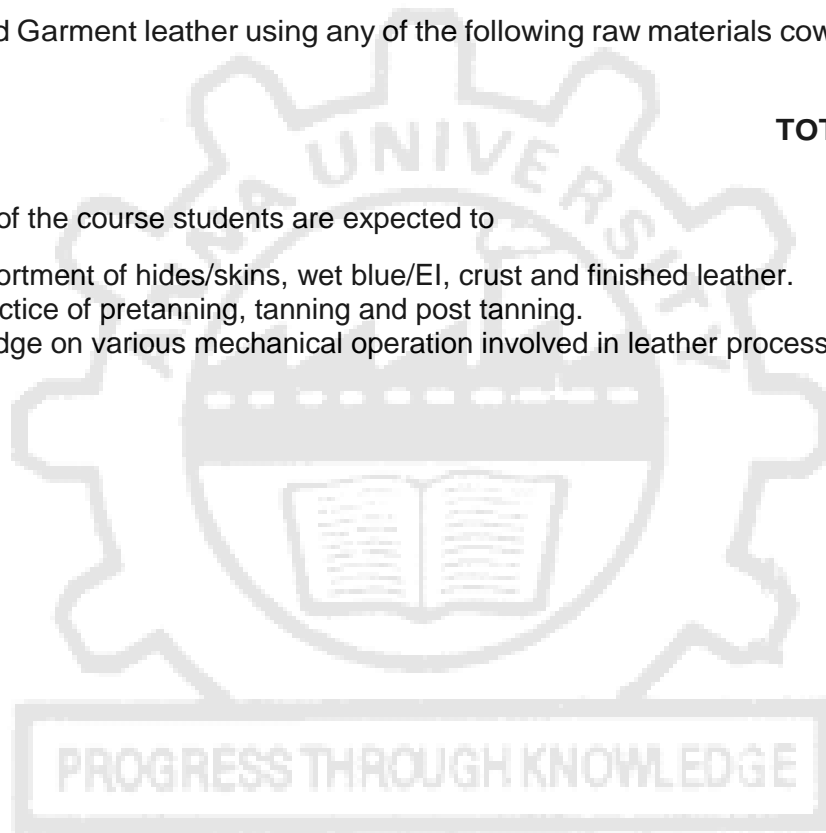 d Garment leather using any of the following raw materials cow
TOT
of the course students are expected to
ortment of hides/skins, wet blue/EI, crust and finished leather.
ctice of pretanning, tanning and post tanning.
dge on various mechanical operation involved in leather process
UNIVERSITY
PROGRESS THROUGH KNOWLEDGE